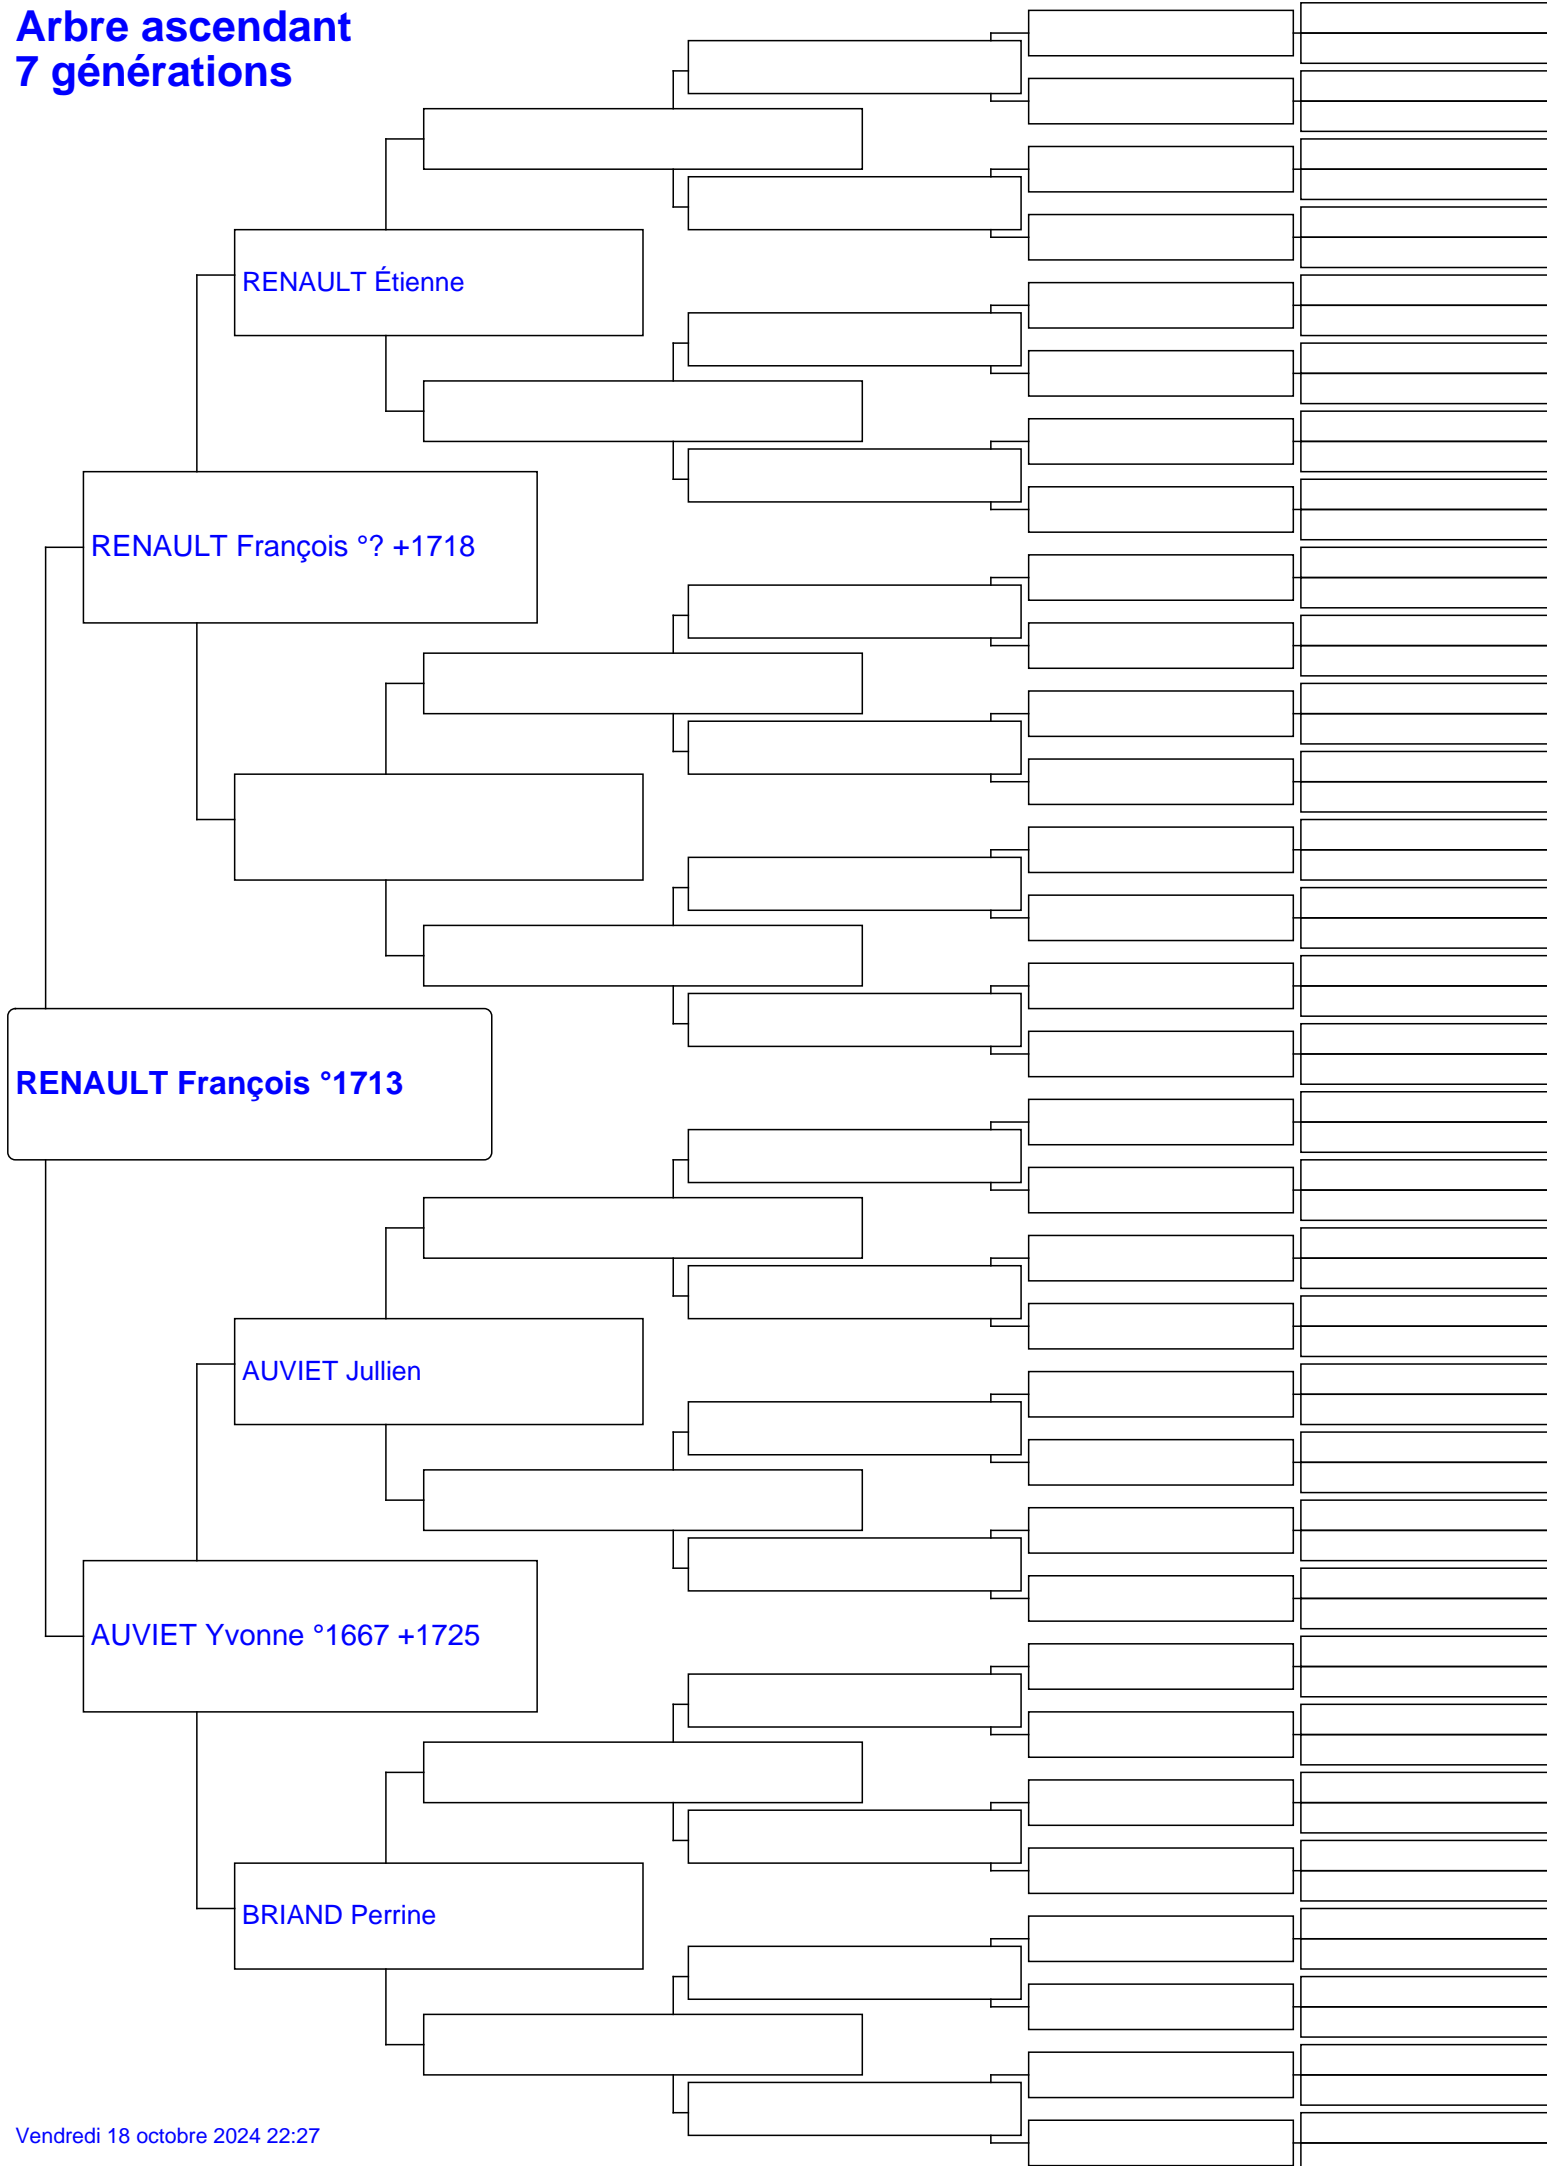 Arbre ascendant
7 générations
RENAULT Étienne
RENAULT François °? +1718
RENAULT François °1713
AUVIET Jullien
AUVIET Yvonne °1667 +1725
BRIAND Perrine
Vendredi 18 octobre 2024 22:27